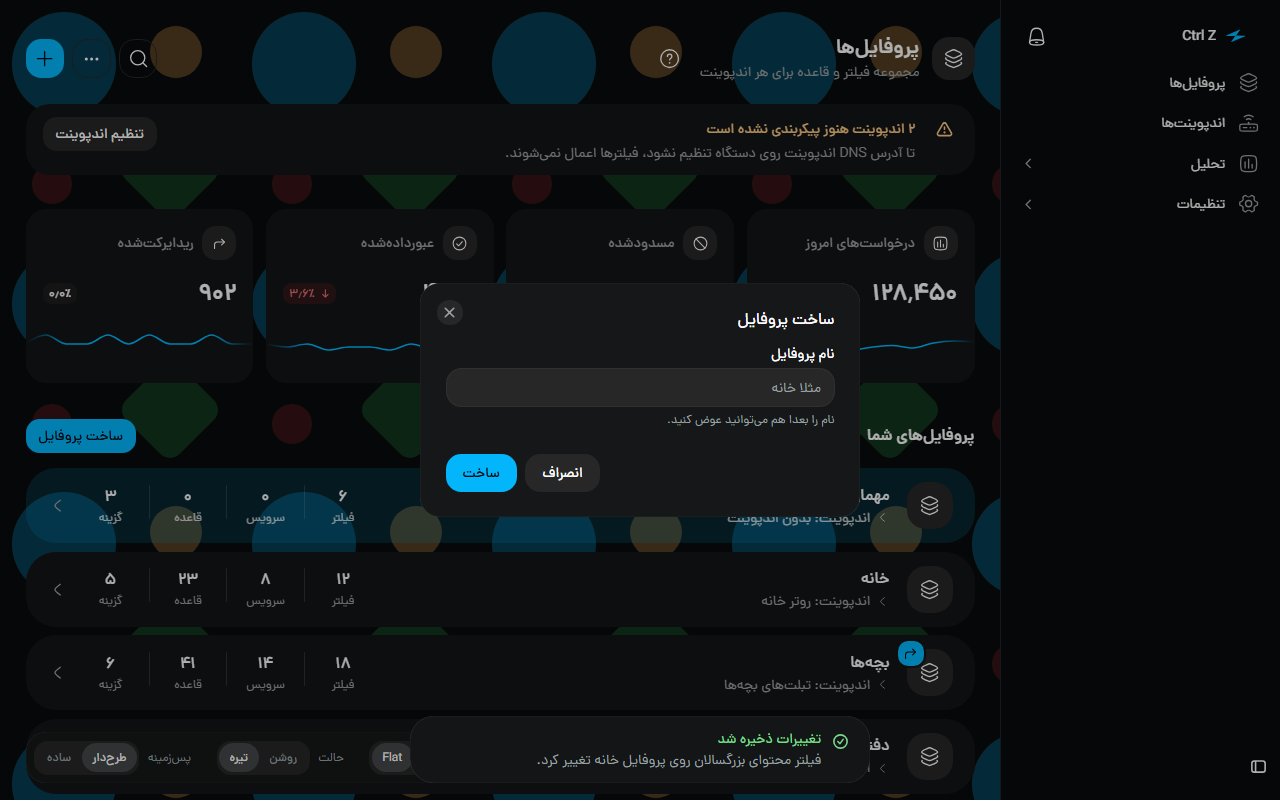 Ctrl Z
پروفایل‌ها
اندپوینت‌ها
تحلیل
تنظیمات
پروفایل‌ها
مجموعه فیلتر و قاعده برای هر اندپوینت
۲ اندپوینت هنوز پیکربندی نشده است
تا آدرس DNS اندپوینت روی دستگاه تنظیم نشود، فیلترها اعمال نمی‌شوند.
تنظیم اندپوینت
درخواست‌های امروز
۱۲۸,۴۵۰
مسدودشده
عبورداده‌شده
۳٫۶٪
ریدایرکت‌شده
۹۰۲
۰٫۰٪
ساخت پروفایل
نام پروفایل
مثلا خانه
نام را بعدا هم می‌توانید عوض کنید.
انصراف
ساخت
پروفایل‌های شما
ساخت پروفایل
اندپوینت: بدون اندپوینت
۶ فیلتر
۰ سرویس
۰ قاعده
۳ گزینه
خانه
اندپوینت: روتر خانه
۱۲ فیلتر
۸ سرویس
۲۳ قاعده
۵ گزینه
بچه‌ها
اندپوینت: تبلت‌های بچه‌ها
۱۸ فیلتر
۱۴ سرویس
۴۱ قاعده
۶ گزینه
تغییرات ذخیره شد
فیلتر محتوای بزرگسالان روی پروفایل خانه تغییر کرد.
Flat
حالت
روشن
تیره
پس‌زمینه
طرح‌دار
ساده